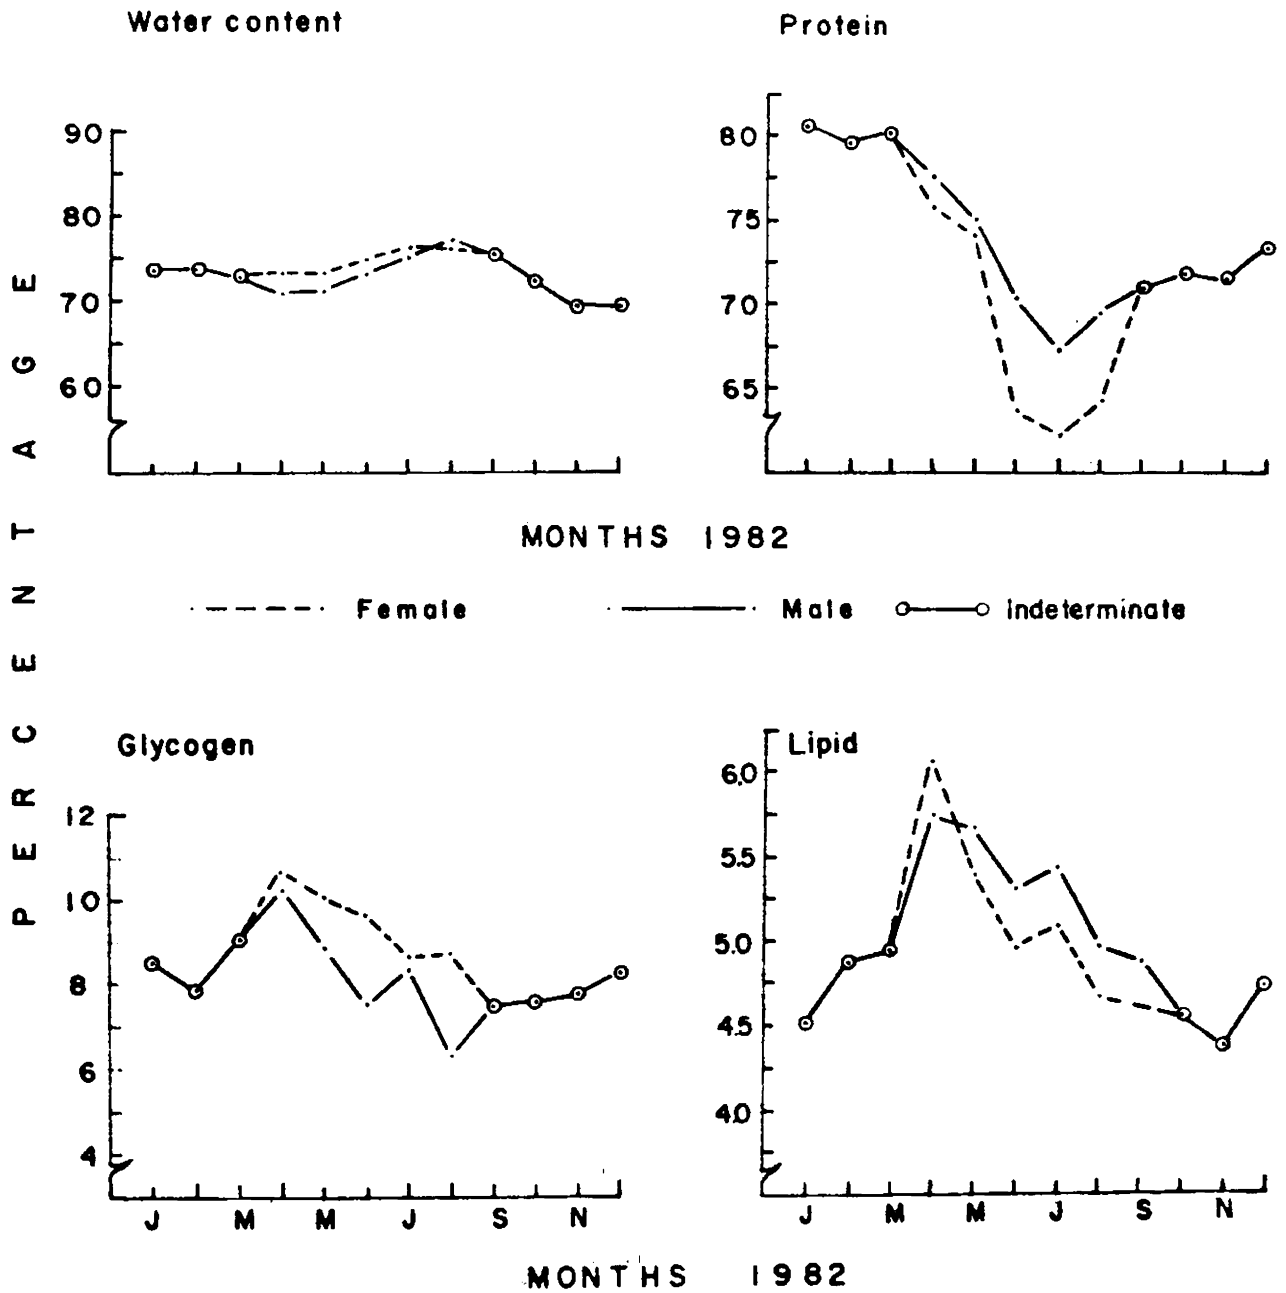 Water content
Protein
90
80
70
60
80
75
70
65
PERCENTAGE
MONTHS 1982
Female
Male
Indeterminate
Glycogen
Lipid
12
10
8
6
4
6.0
5.5
5.0
4.5
4.0
J M M J S N
J M M J S N
MONTHS 1982